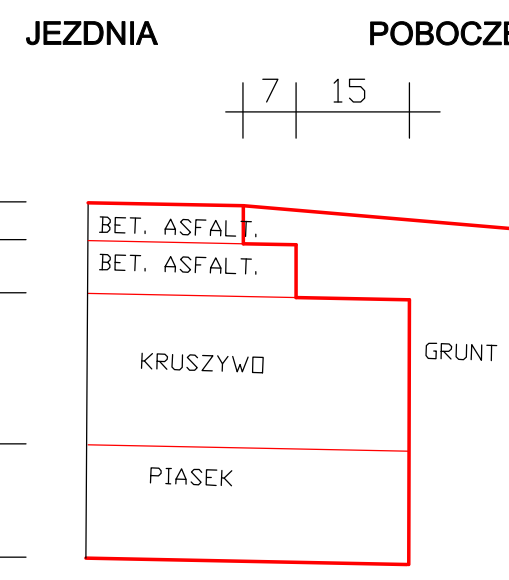 JEZDNIA POBOCZE
7 15
BET. ASFALT.
BET. ASFALT.
GRUNT
KRUSZYWO
PIASEK